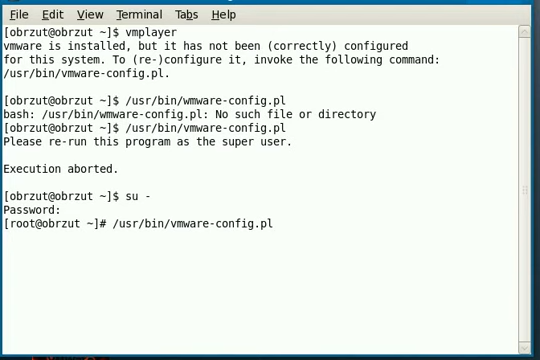 File Edit View Terminal Tabs Help
[obrzut@obrzut ~]$ vmplayer
vmware is installed, but it has not been (correctly) configured
for this system. To (re-)configure it, invoke the following command:
/usr/bin/vmware-config.pl.
[obrzut@obrzut ~]$ /usr/bin/wmware-config.pl
bash: /usr/bin/wmware-config.pl: No such file or directory
[obrzut@obrzut ~]$ /usr/bin/vmware-config.pl
Please re-run this program as the super user.
Execution aborted.
[obrzut@obrzut ~]$ su -
Password:
[root@obrzut ~]# /usr/bin/vmware-config.pl